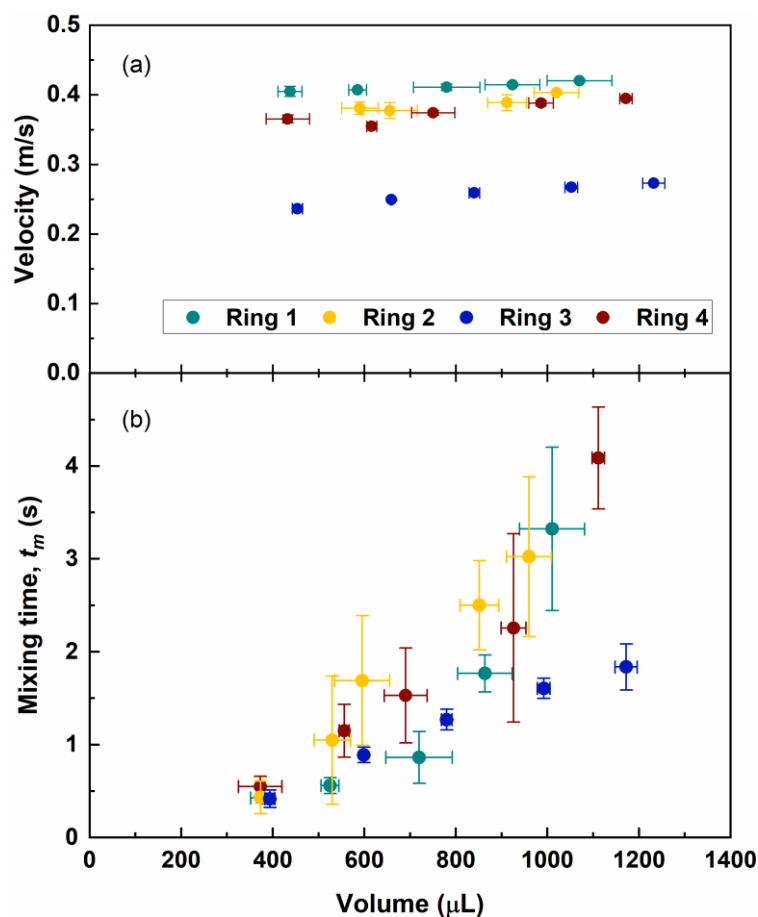 (a)
Velocity (m/s)
0.5
0.4
0.3
0.2
0.1
0.0
Ring 1 Ring 2 Ring 3 Ring 4
(b)
Mixing time, tm (s)
4
3
2
1
0
0 200 400 600 800 1000 1200 1400
Volume (μL)